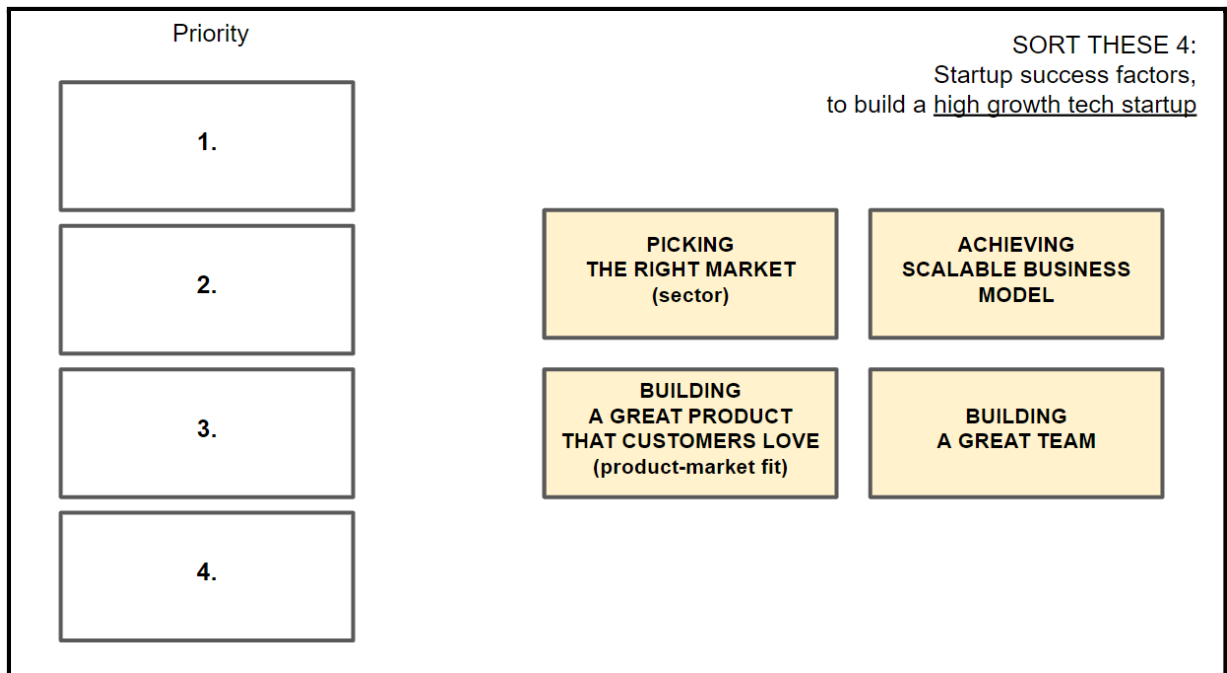 Priority
SORT THESE 4:
Startup success factors,
to build a high growth tech startup
1.
2.
3.
4.
PICKING
THE RIGHT MARKET
(sector)
ACHIEVING
SCALABLE BUSINESS
MODEL
BUILDING
A GREAT PRODUCT
THAT CUSTOMERS LOVE
(product-market fit)
BUILDING
A GREAT TEAM